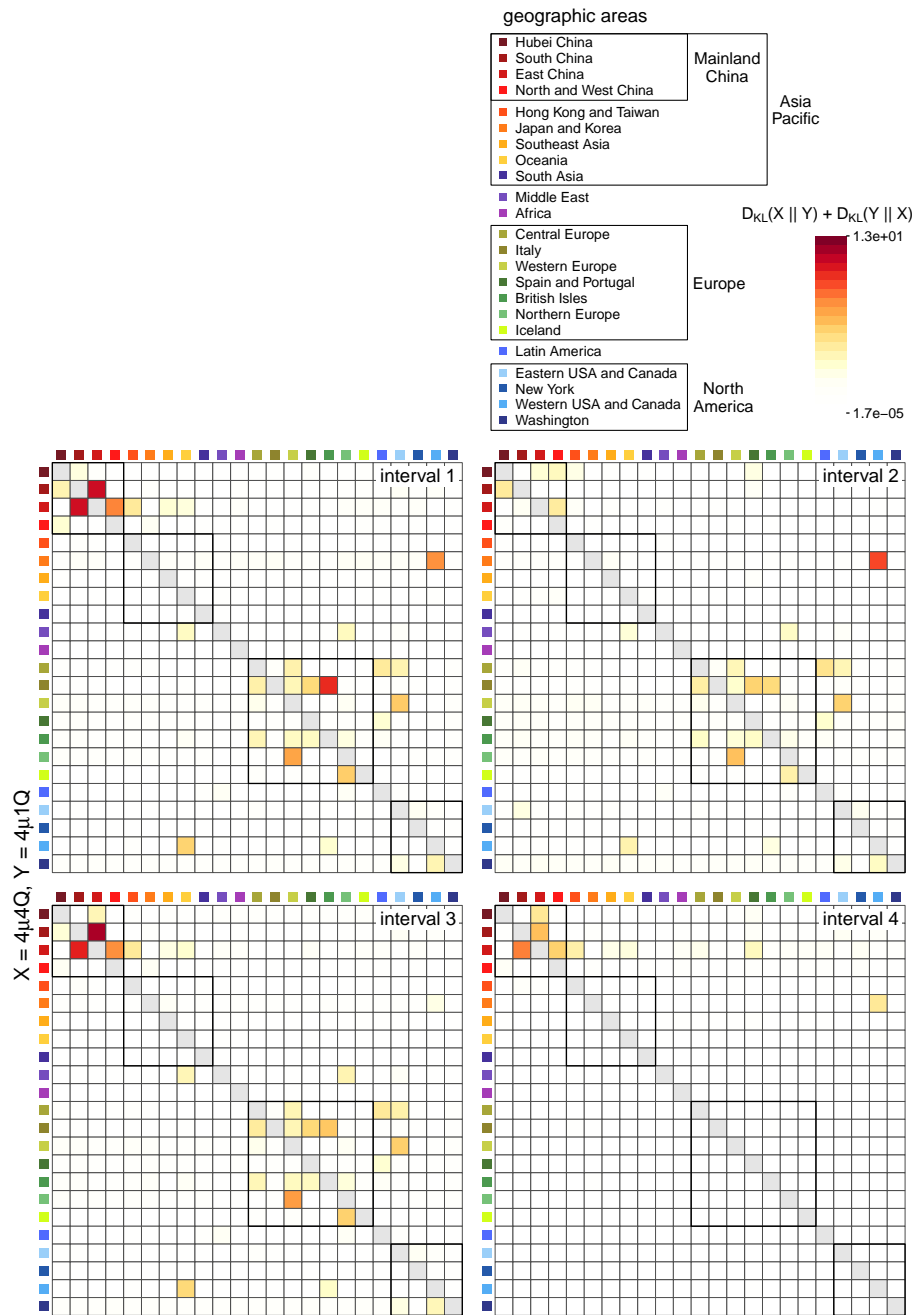 geographic areas
Hubei China
South China
East China
North and West China
Mainland
China
Hong Kong and Taiwan
Japan and Korea
Southeast Asia
Oceania
South Asia
Asia
Pacific
Middle East
Africa
Central Europe
Italy
Western Europe
Spain and Portugal
British Isles
Northern Europe
Iceland
Europe
Latin America
Eastern USA and Canada
New York
Western USA and Canada
Washington
North
America
D_KL(X || Y) + D_KL(Y || X)
1.3e+01
1.7e−05
interval 1
interval 2
X = 4μ4Q, Y = 4μ1Q
interval 3
interval 4